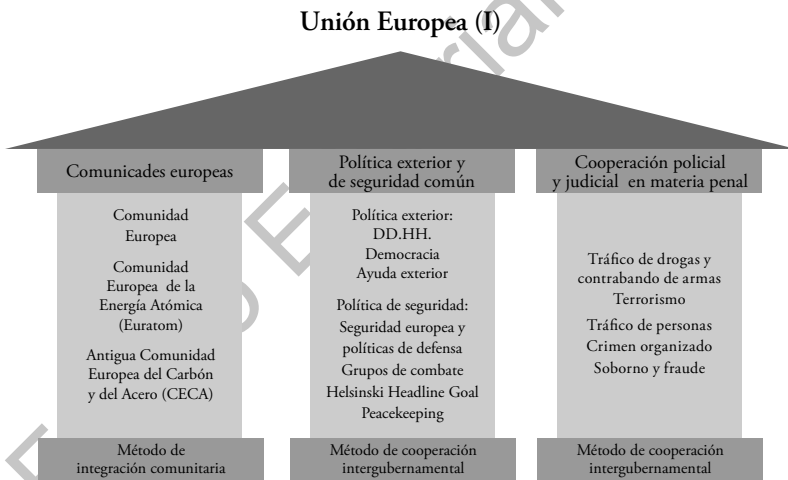 Unión Europea (I)
Comunicades europeas
Comunidad
Europea
Comunidad
Europea de la
Energía Atómica
(Euratom)
Antigua Comunidad
Europea del Carbón
y del Acero (CECA)
Método de
integración comunitaria
Política exterior y
de seguridad común
Política exterior:
DD.HH.
Democracia
Ayuda exterior
Política de seguridad:
Seguridad europea y
políticas de defensa
Grupos de combate
Helsinki Headline Goal
Peacekeeping
Método de cooperación
intergubernamental
Cooperación policial
y judicial en materia penal
Tráfico de drogas y
contrabando de armas
Terrorismo
Tráfico de personas
Crimen organizado
Soborno y fraude
Método de cooperación
intergubernamental